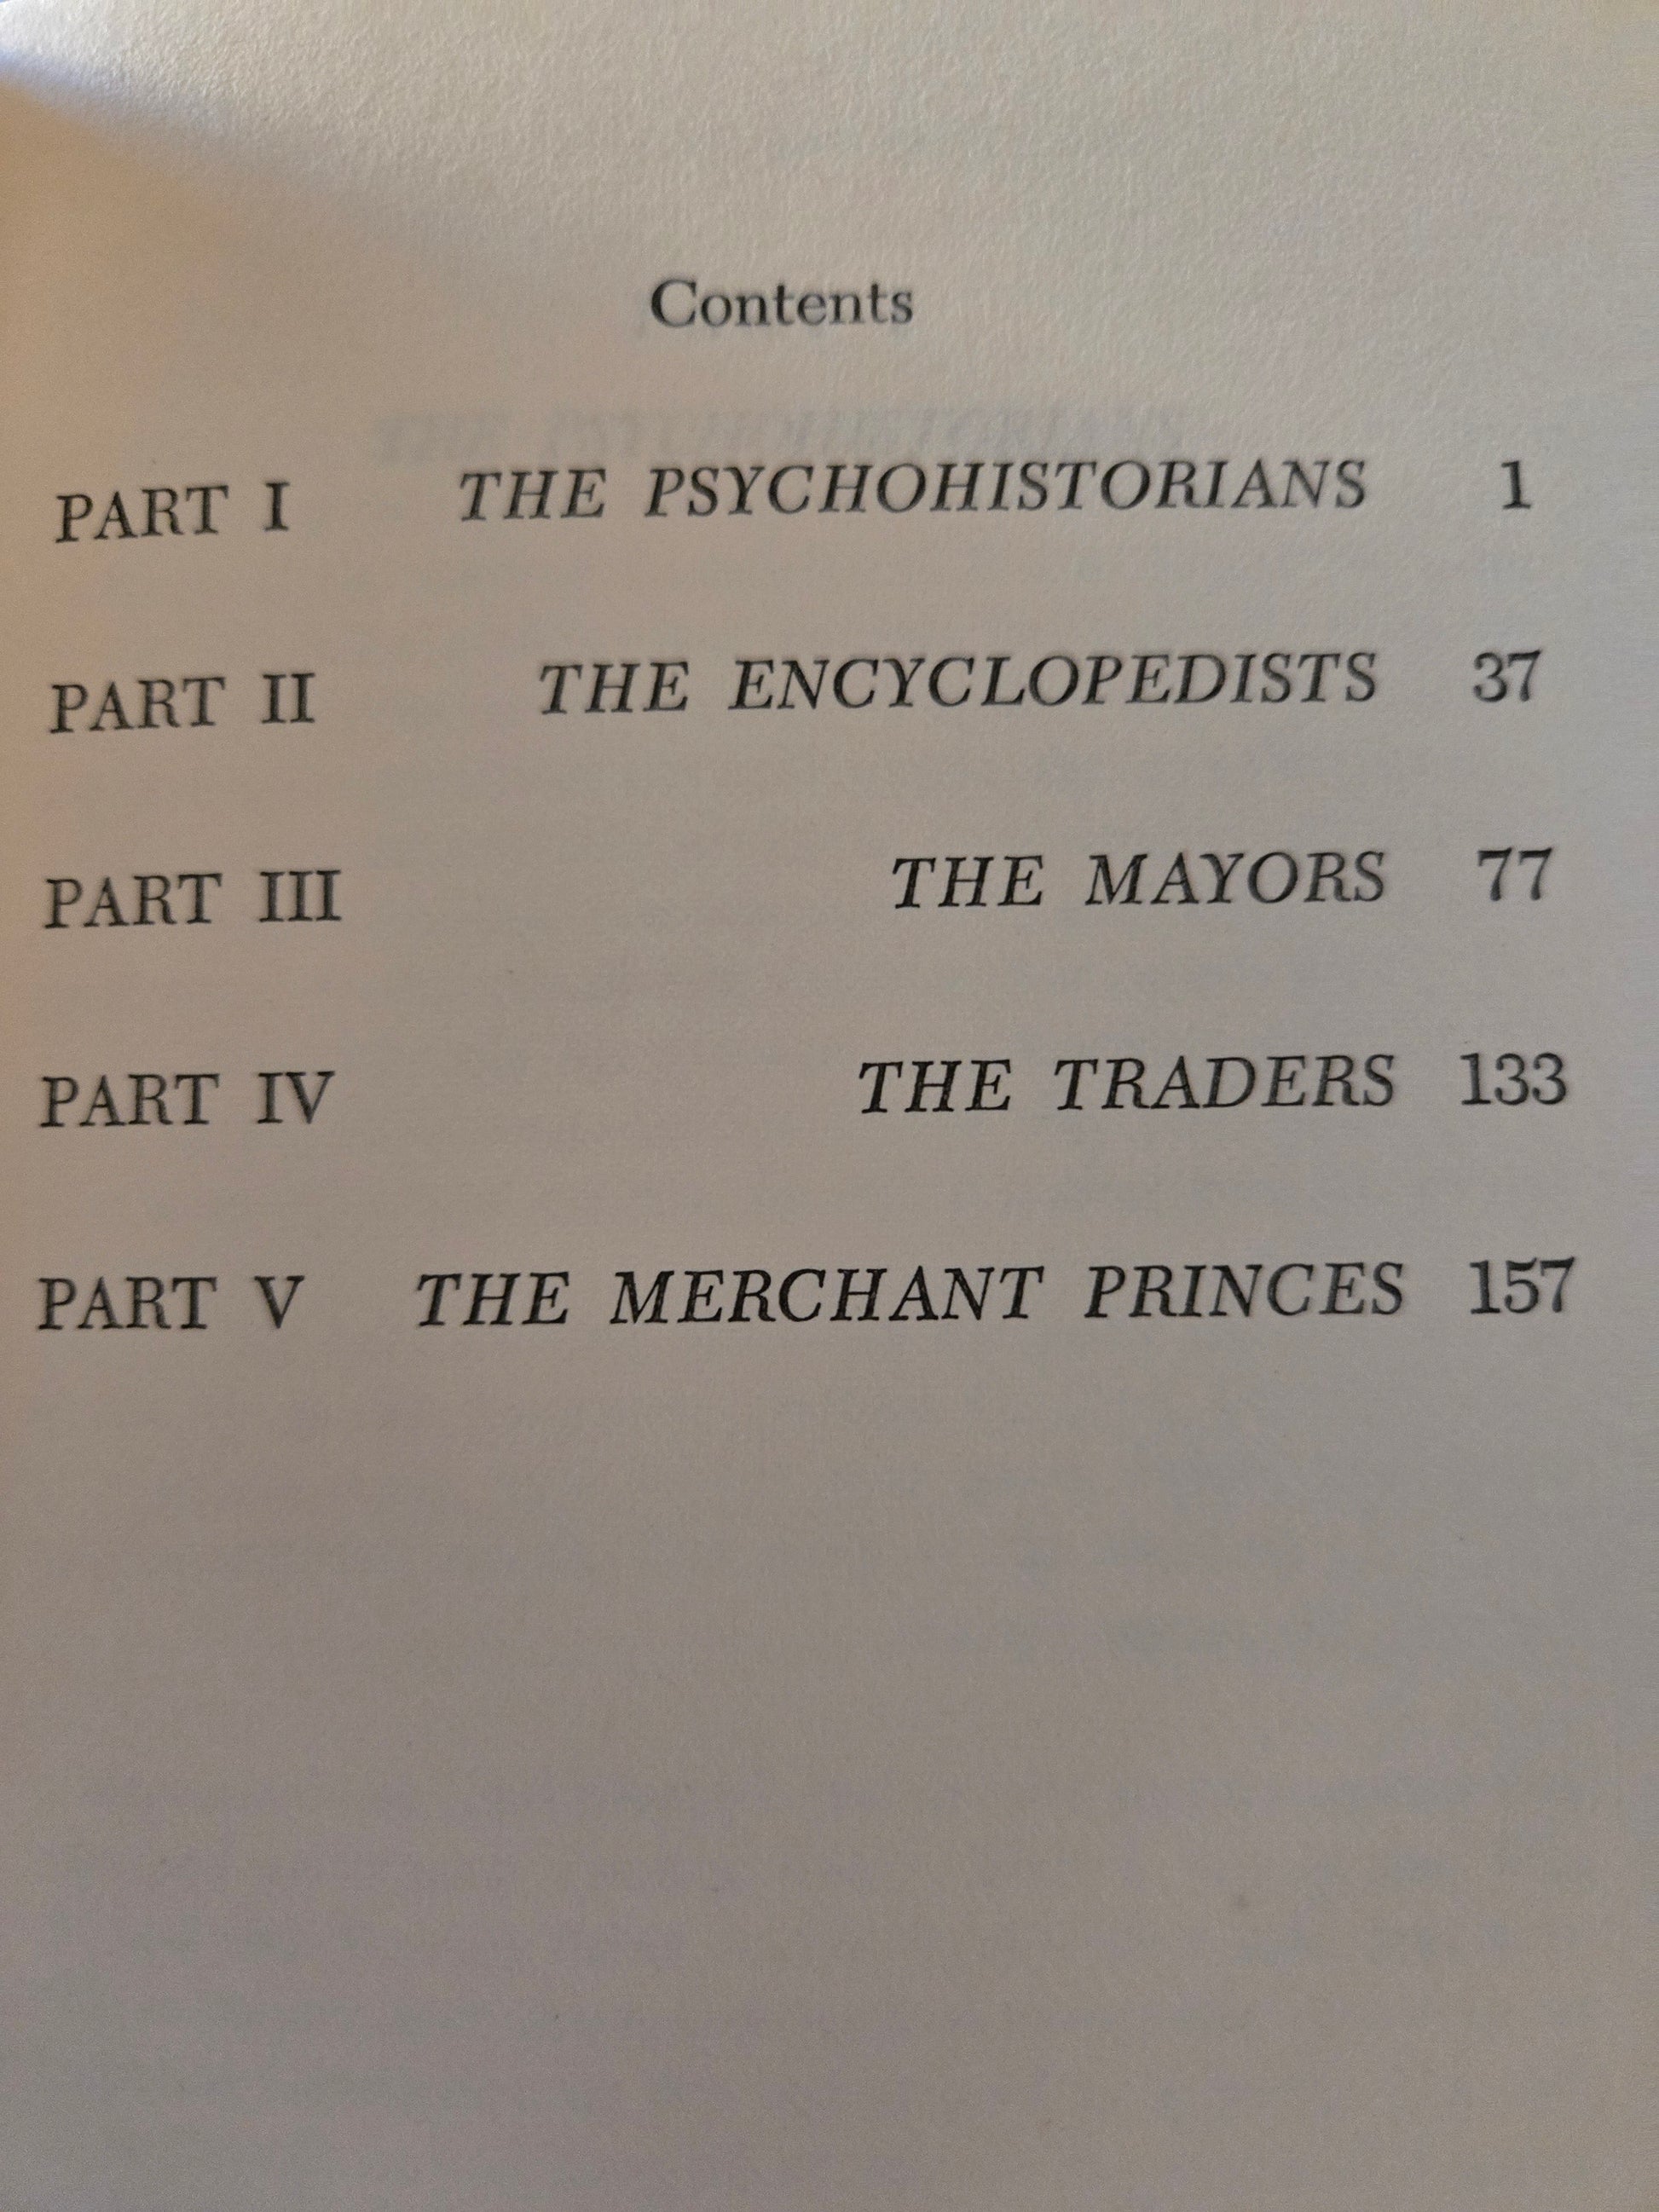 Contents
PART I THE PSYCHOHISTORIANS 1
PART II THE ENCYCLOPEDISTS 37
PART III THE MAYORS 77
PART IV THE TRADERS 133
PART V THE MERCHANT PRINCES 157